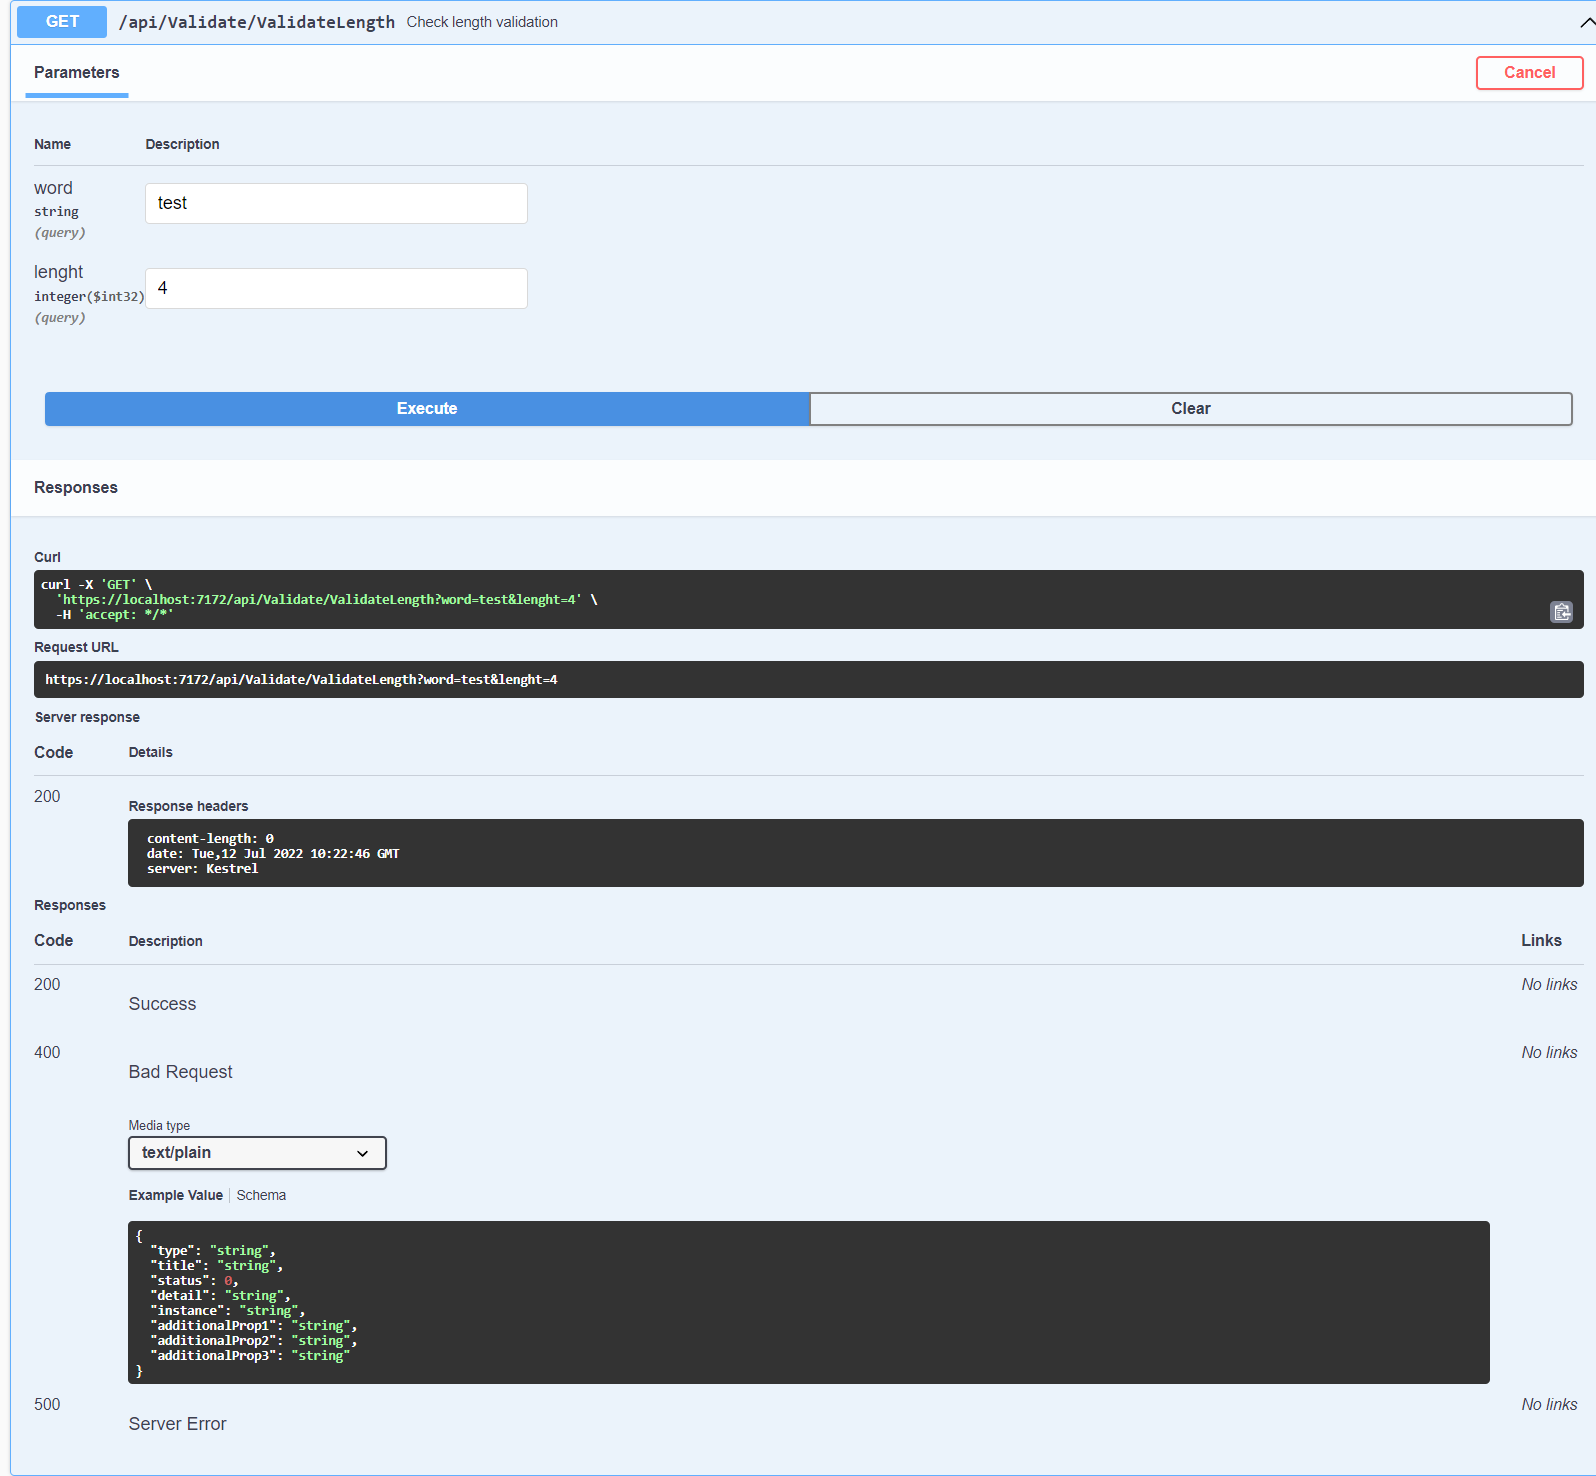 GET /api/Validate/ValidateLength Check length validation
Parameters
Cancel
Name Description
word
string
(query)
test
lenght
integer($int32)
(query)
4
Execute Clear
Responses
Curl
curl -X 'GET' \
'https://localhost:7172/api/Validate/ValidateLength?word=test&lenght=4' \
-H 'accept: */*'
Request URL
https://localhost:7172/api/Validate/ValidateLength?word=test&lenght=4
Server response
Code Details
200
Response headers
content-length: 0
date: Tue,12 Jul 2022 10:22:46 GMT
server: Kestrel
Responses
Code Description Links
200 No links
Success
400 No links
Bad Request
Media type
text/plain
Example Value Schema
{
"type": "string",
"title": "string",
"status": 0,
"detail": "string",
"instance": "string",
"additionalProp1": "string",
"additionalProp2": "string",
"additionalProp3": "string"
}
500 No links
Server Error